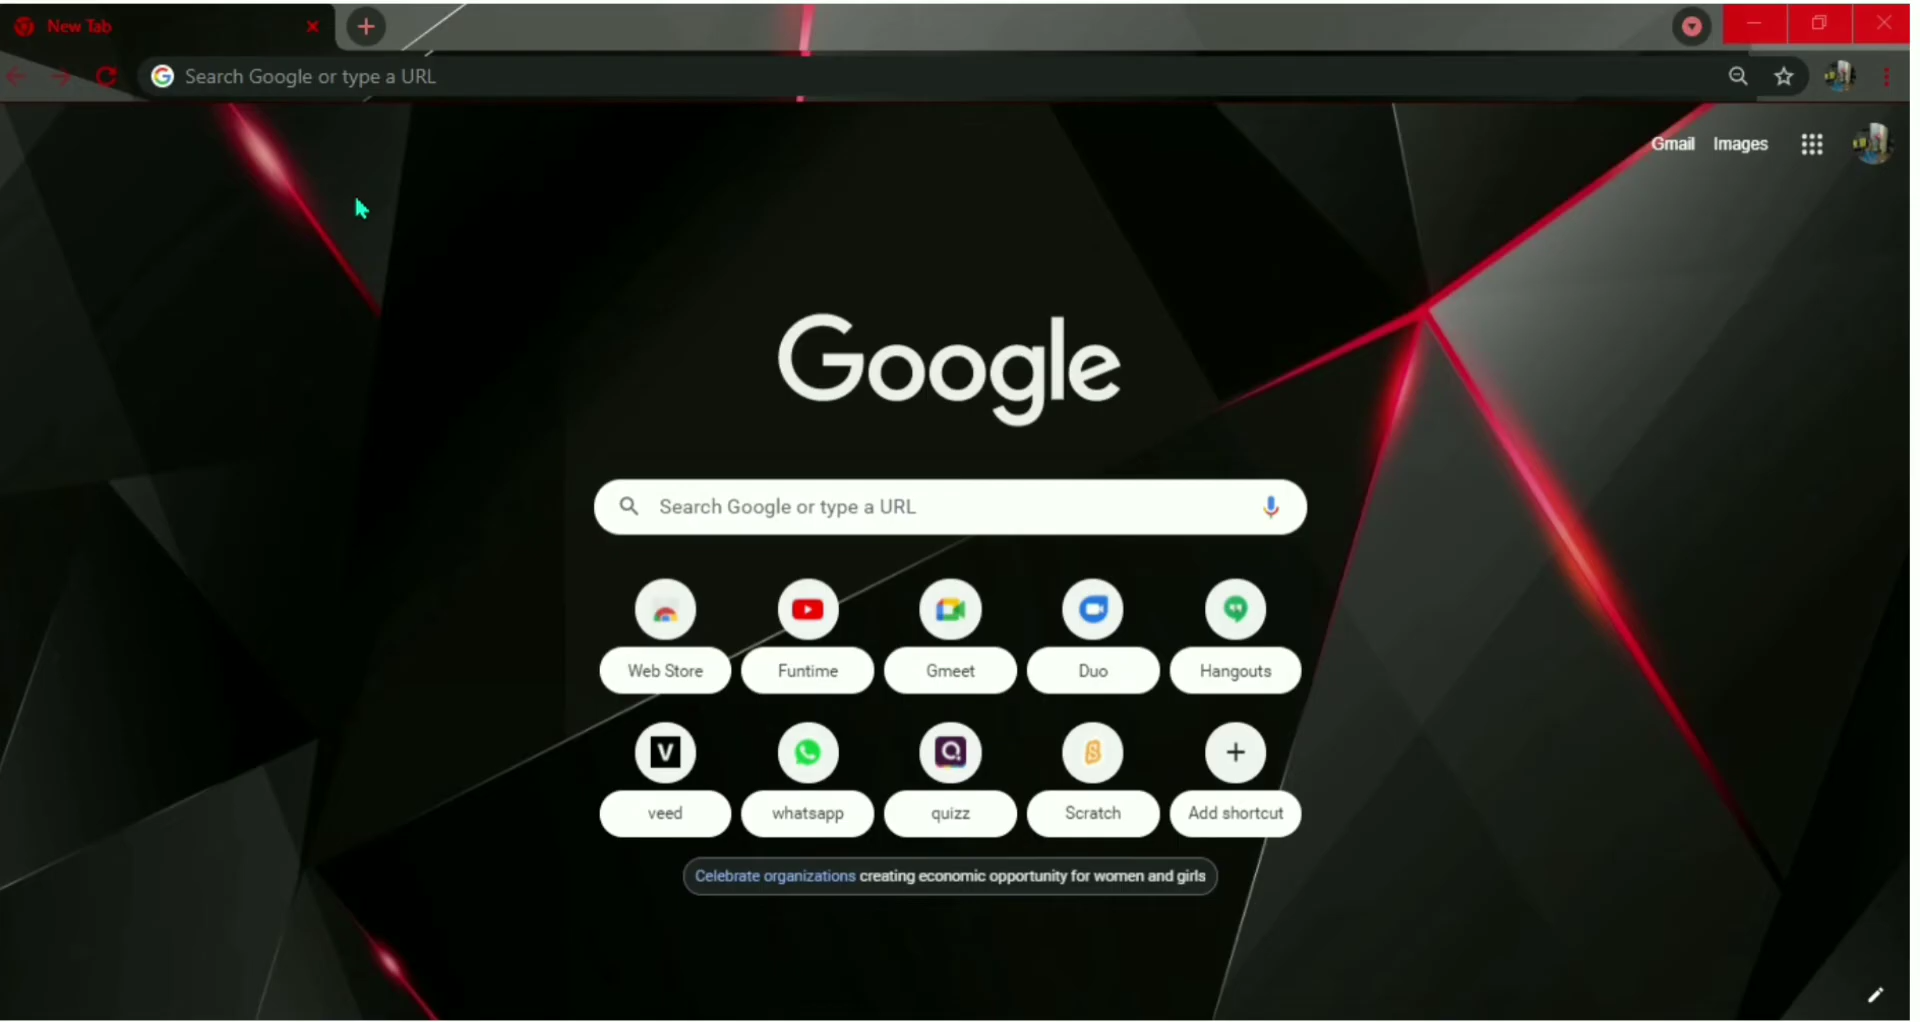 New Tab
Search Google or type a URL
Gmail Images
Google
Search Google or type a URL
Web Store Funtime Gmeet Duo Hangouts
veed whatsapp quizz Scratch Add shortcut
Celebrate organizations creating economic opportunity for women and girls